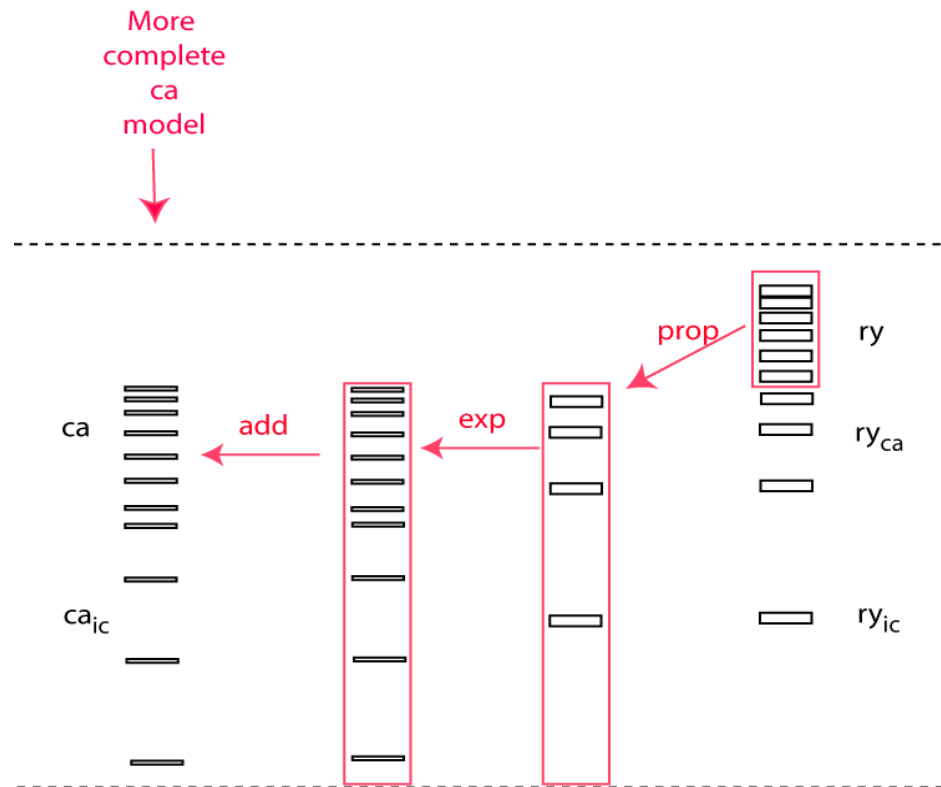 More
complete
ca
model
prop
ry
add
exp
ca
ry_ca
ca_ic
ry_ic